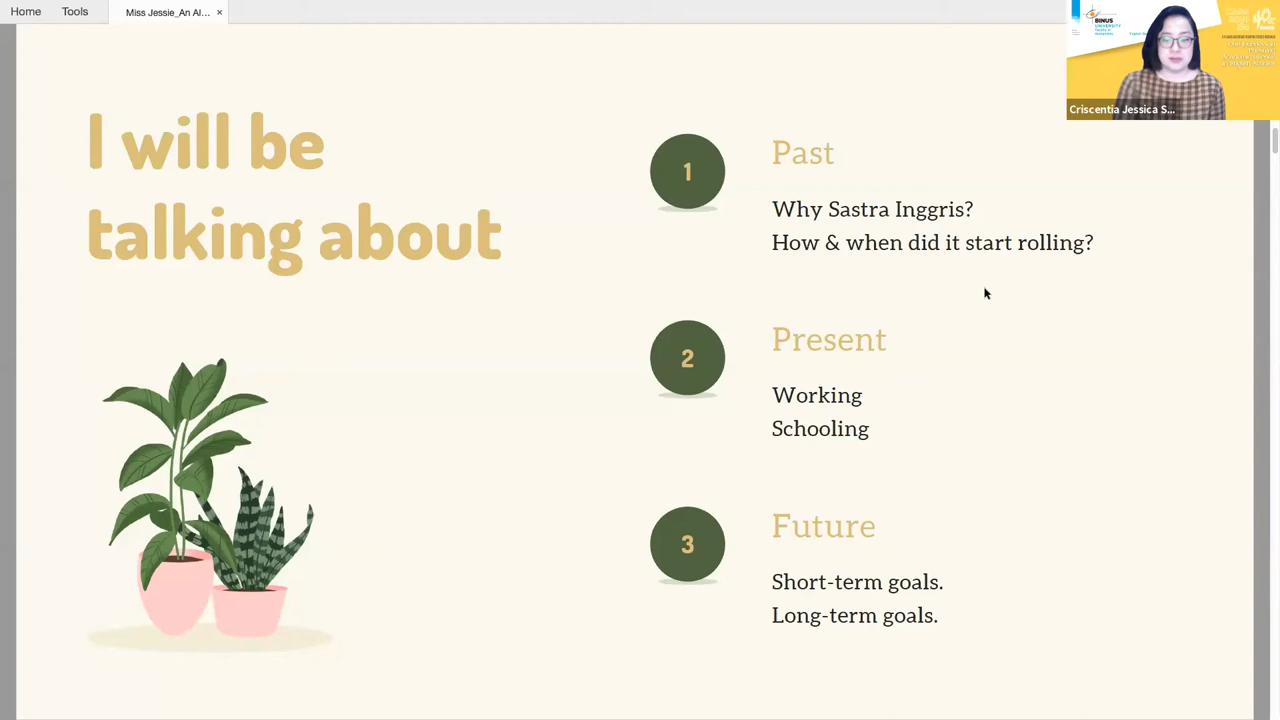 Home Tools Miss Jessie_An Al... ×
BINUS
UNIVERSITY
Criscentia Jessica S...
I will be
talking about
1
Past
Why Sastra Inggris?
How & when did it start rolling?
2
Present
Working
Schooling
3
Future
Short-term goals.
Long-term goals.